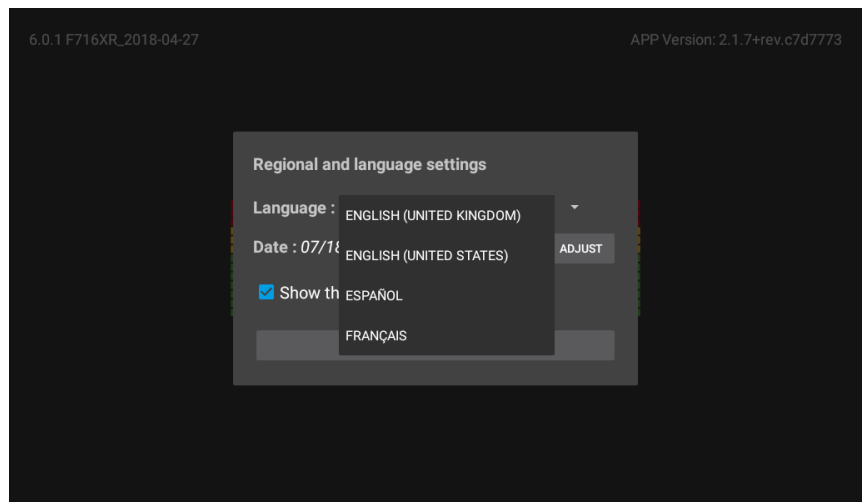 6.0.1 F716XR_2018-04-27
APP Version: 2.1.7+rev.c7d7773
Regional and language settings
Language :
ENGLISH (UNITED KINGDOM)
Date : 07/18
ENGLISH (UNITED STATES)
ADJUST
Show th
ESPAÑOL
FRANÇAIS